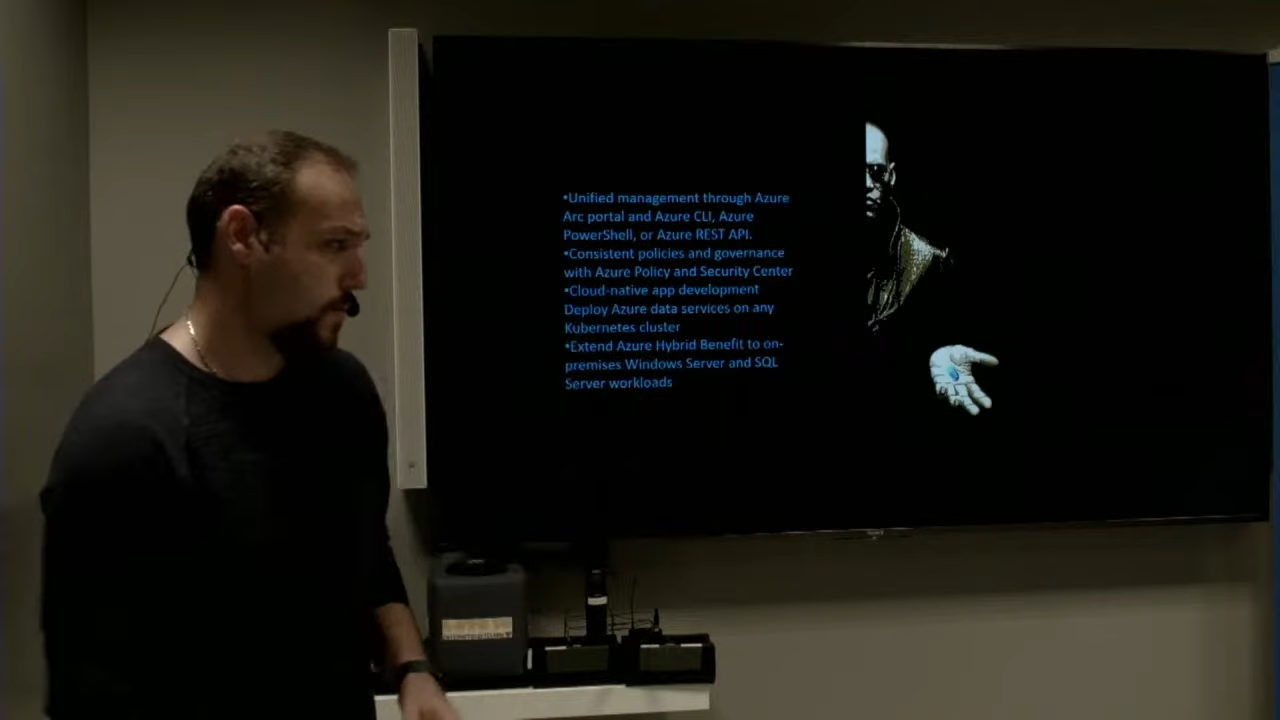 •Unified management through Azure
Arc portal and Azure CLI, Azure
PowerShell, or Azure REST API.
•Consistent policies and governance
with Azure Policy and Security Center
•Cloud-native app development
Deploy Azure data services on any
Kubernetes cluster
•Extend Azure Hybrid Benefit to on-
premises Windows Server and SQL
Server workloads